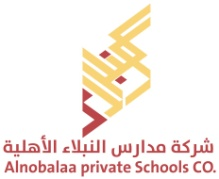 شركة مدارس النبلاء الأهلية
Alnobalaa private Schools CO.